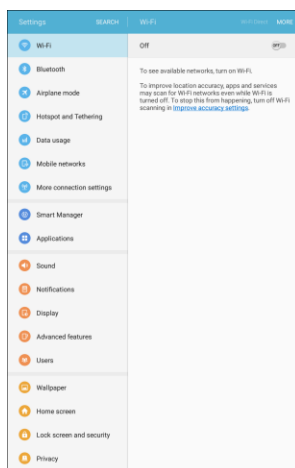 Settings
SEARCH
Wi-Fi
Wi-Fi Direct
MORE
Wi-Fi
Bluetooth
Airplane mode
Hotspot and Tethering
Data usage
Mobile networks
More connection settings
Smart Manager
Applications
Sound
Notifications
Display
Advanced features
Users
Wallpaper
Home screen
Lock screen and security
Privacy
Off
OFF
To see available networks, turn on Wi-Fi.
To improve location accuracy, apps and services
may scan for Wi-Fi networks even while Wi-Fi is
turned off. To stop this from happening, turn off Wi-Fi
scanning in Improve accuracy settings.